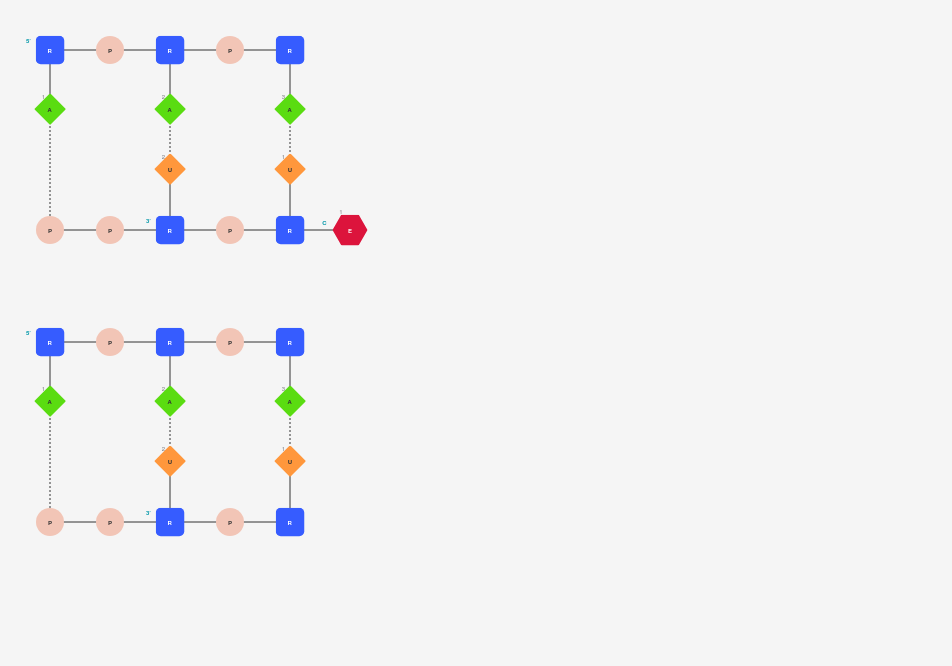 5'
R P R P R
1 2 3
A A A
2 1
U U
1
3' C
P P R P R E
5'
R P R P R
1 2 3
A A A
2 1
U U
3'
P P R P R